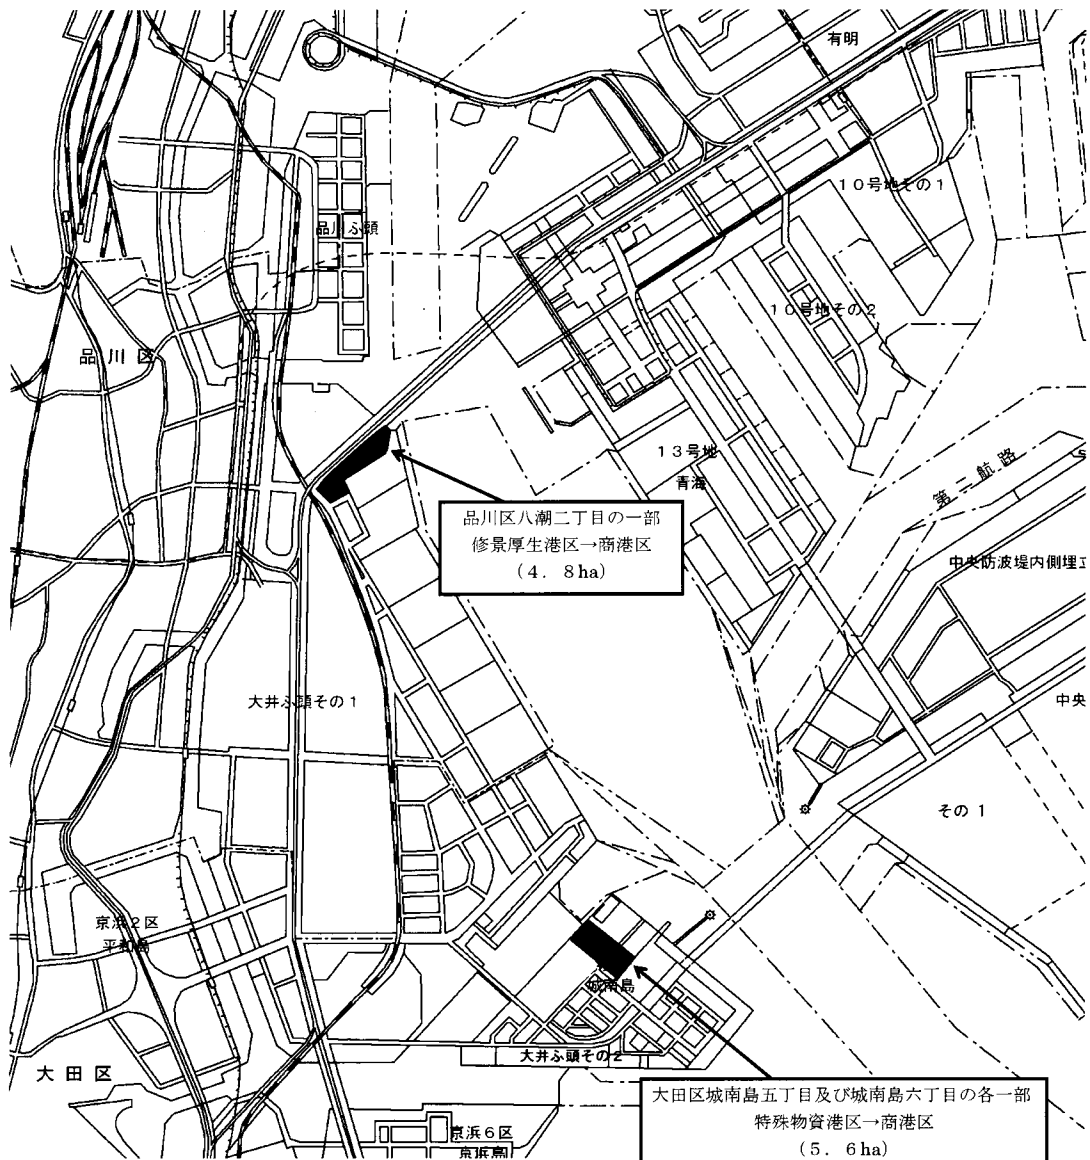 有明
10号地その1
品川ふ頭
10号地その2
品川区
13号地
青海
第二航路
品川区八潮二丁目の一部
修景厚生港区→商港区
(4.8ha)
中央防波堤内側埋立
大井ふ頭その1
中央
その1
京浜2区
平和島
城南島
大井ふ頭その2
大田区
大田区城南島五丁目及び城南島六丁目の各一部
特殊物資港区→商港区
(5.6ha)
京浜6区
京浜島